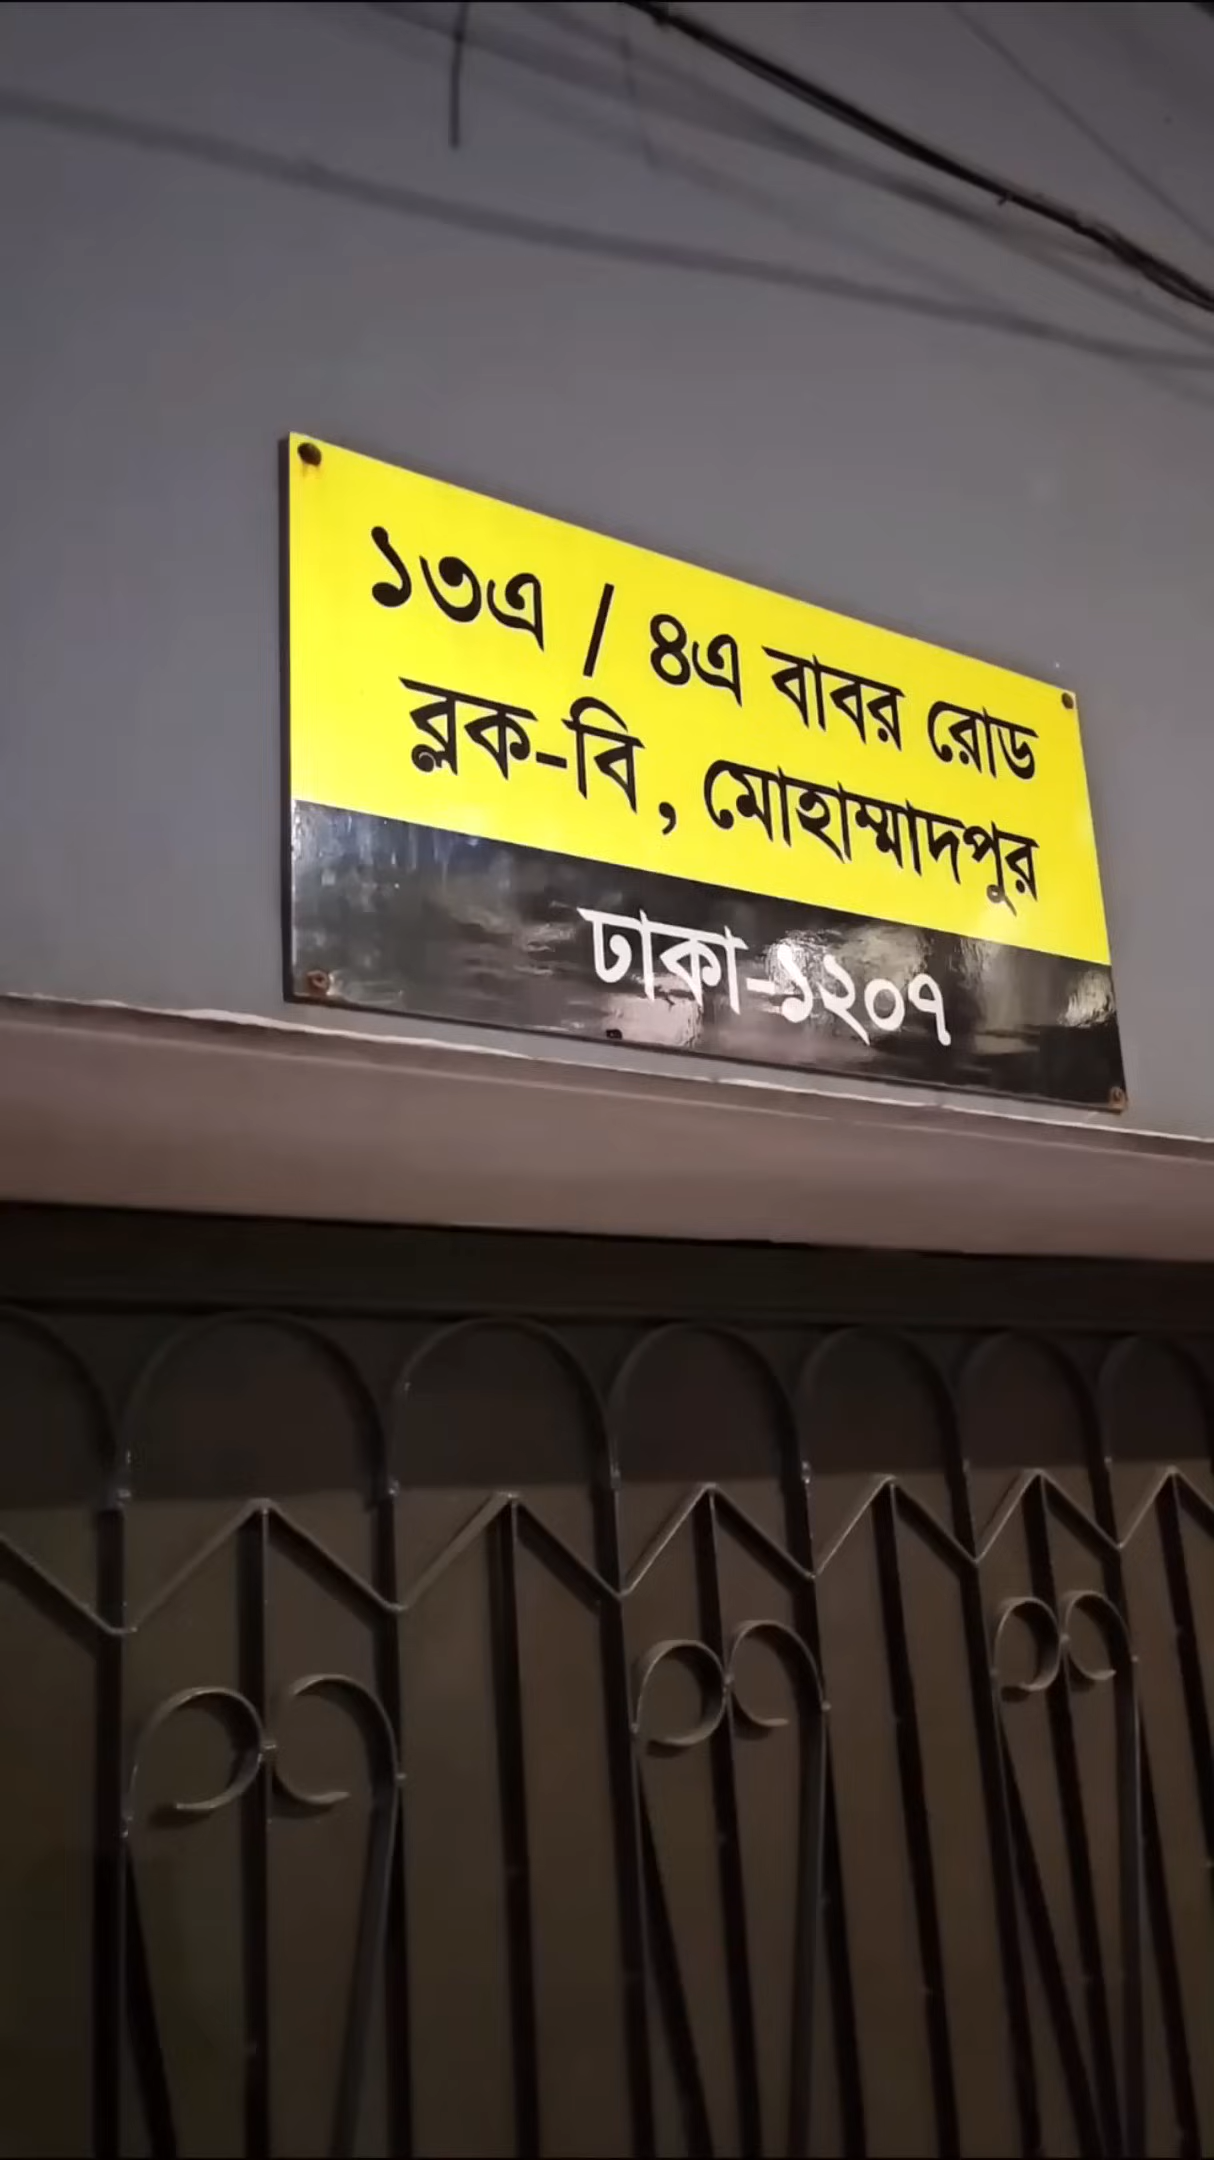 ১৩এ / ৪এ বাবর রোড
ব্লক-বি, মোহাম্মাদপুর
ঢাকা-১২০৭